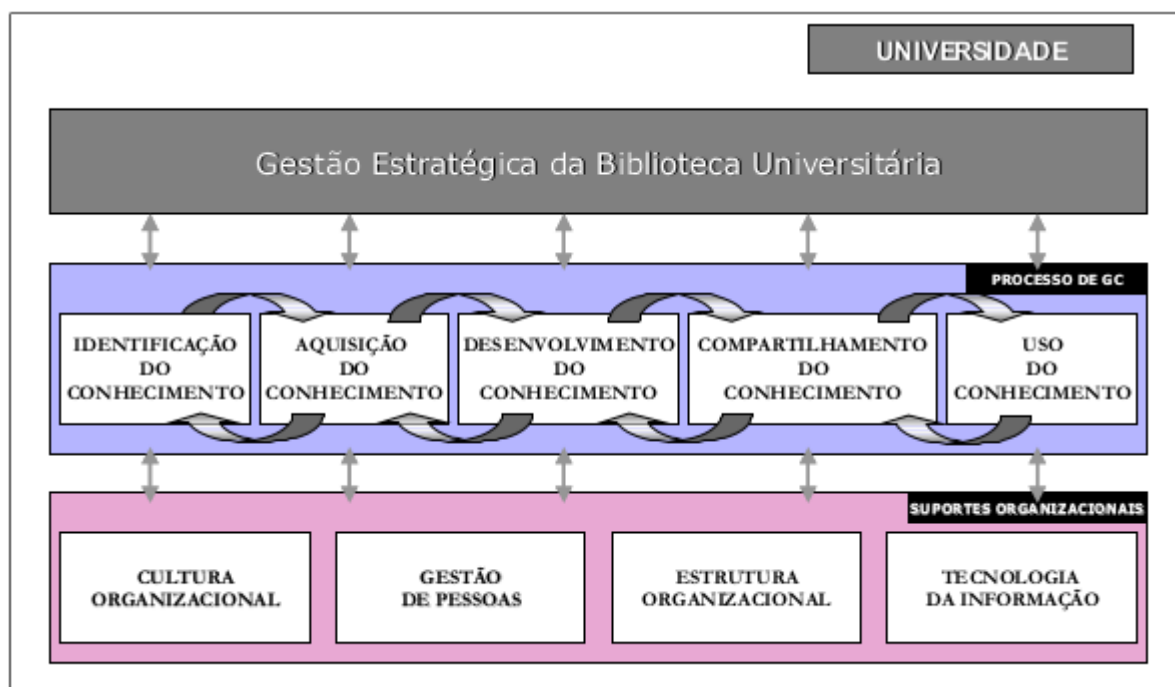 UNIVERSIDADE
Gestão Estratégica da Biblioteca Universitária
PROCESSO DE GC
IDENTIFICAÇÃO
DO
CONHECIMENTO
AQUISIÇÃO
DO
CONHECIMENTO
DESENVOLVIMENTO
DO
CONHECIMENTO
COMPARTILHAMENTO
DO
CONHECIMENTO
USO
DO
CONHECIMENTO
SUPORTES ORGANIZACIONAIS
CULTURA
ORGANIZACIONAL
GESTÃO
DE PESSOAS
ESTRUTURA
ORGANIZACIONAL
TECNOLOGIA
DA INFORMAÇÃO